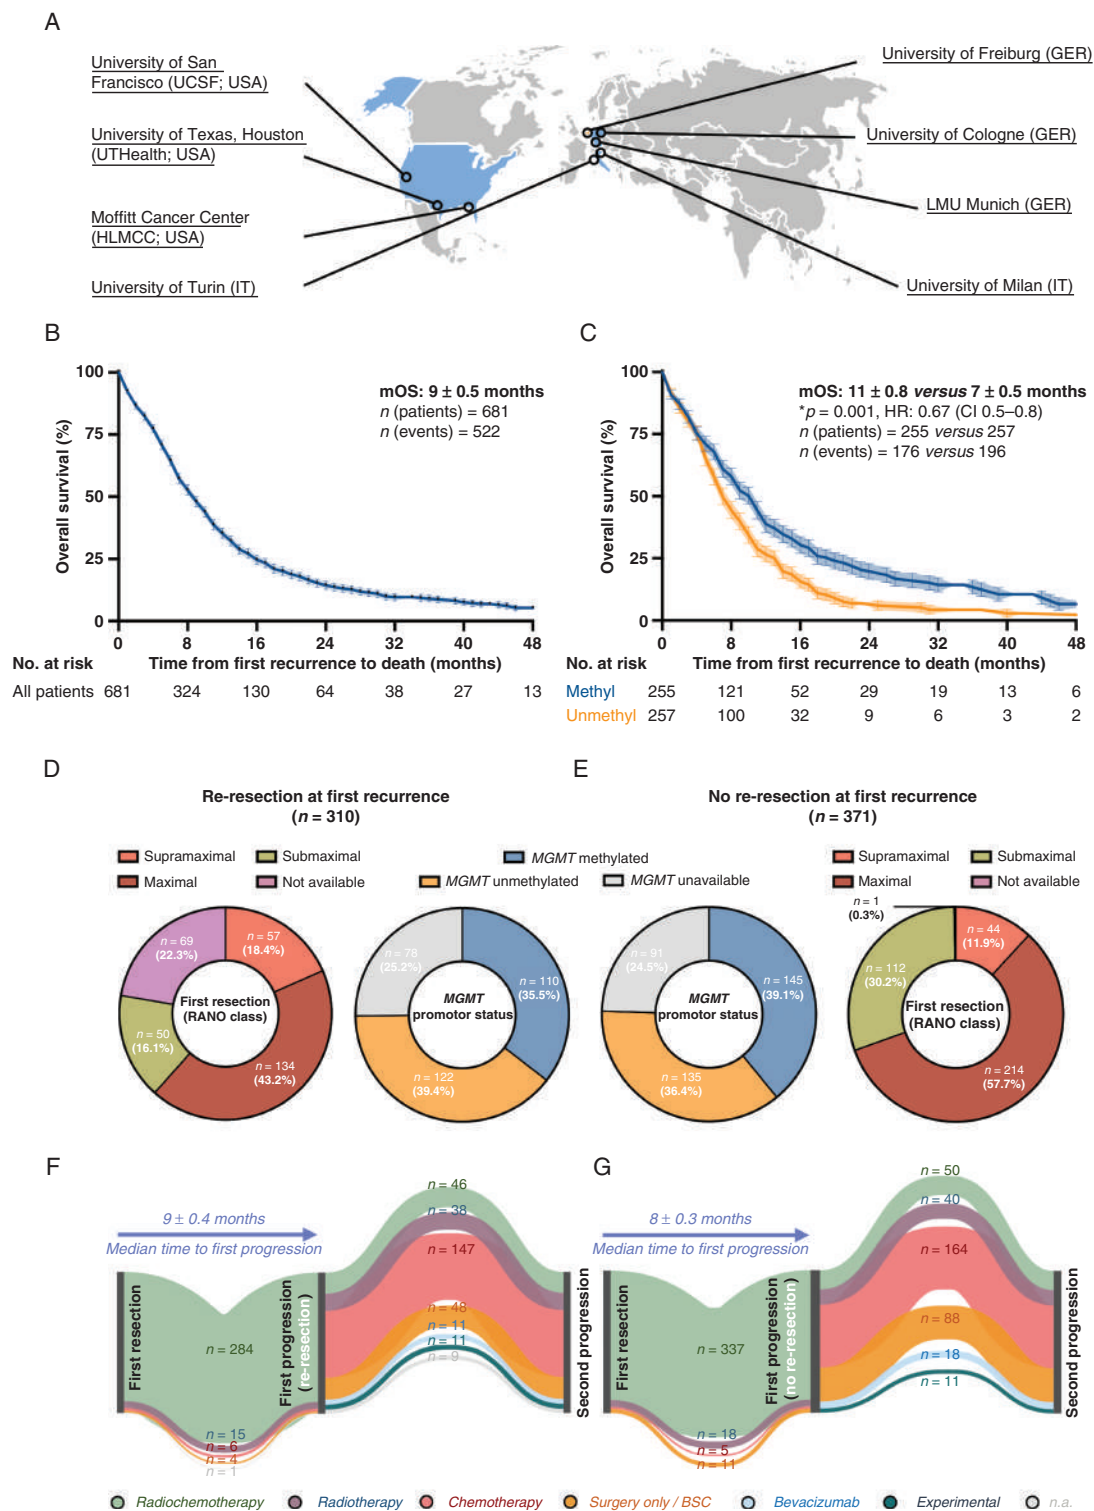 A
University of San
Francisco (UCSF; USA)
University of Texas, Houston
(UTHealth; USA)
Moffitt Cancer Center
(HLMCC; USA)
University of Turin (IT)
University of Freiburg (GER)
University of Cologne (GER)
LMU Munich (GER)
University of Milan (IT)
B
Overall survival (%)
100
75
50
25
0
mOS: 9 ± 0.5 months
n (patients) = 681
n (events) = 522
0 8 16 24 32 40 48
No. at risk Time from first recurrence to death (months)
All patients 681 324 130 64 38 27 13
C
Overall survival (%)
100
75
50
25
0
mOS: 11 ± 0.8 versus 7 ± 0.5 months
*p = 0.001, HR: 0.67 (CI 0.5–0.8)
n (patients) = 255 versus 257
n (events) = 176 versus 196
0 8 16 24 32 40 48
No. at risk Time from first recurrence to death (months)
Methyl 255 121 52 29 19 13 6
Unmethyl 257 100 32 9 6 3 2
D
Re-resection at first recurrence
(n = 310)
Supramaximal Submaximal
Maximal Not available
MGMT methylated
MGMT unmethylated MGMT unavailable
n = 69
(22.3%)
n = 57
(18.4%)
First resection
(RANO class)
n = 50
(16.1%)
n = 134
(43.2%)
n = 78
(25.2%)
n = 110
(35.5%)
MGMT
promotor status
n = 122
(39.4%)
E
No re-resection at first recurrence
(n = 371)
Supramaximal Submaximal
Maximal Not available
n = 91
(24.5%)
n = 145
(39.1%)
MGMT
promotor status
n = 135
(36.4%)
n = 1
(0.3%)
n = 44
(11.9%)
n = 112
(30.2%)
First resection
(RANO class)
n = 214
(57.7%)
F
9 ± 0.4 months
Median time to first progression
First resection
n = 284
n = 15
n = 6
n = 4
n = 1
First progression
(re-resection)
n = 46
n = 38
n = 147
n = 48
n = 11
n = 11
n = 9
Second progression
G
8 ± 0.3 months
Median time to first progression
First resection
n = 337
n = 18
n = 5
n = 11
First progression
(no re-resection)
n = 50
n = 40
n = 164
n = 88
n = 18
n = 11
Second progression
Radiochemotherapy Radiotherapy Chemotherapy Surgery only / BSC Bevacizumab Experimental n.a.